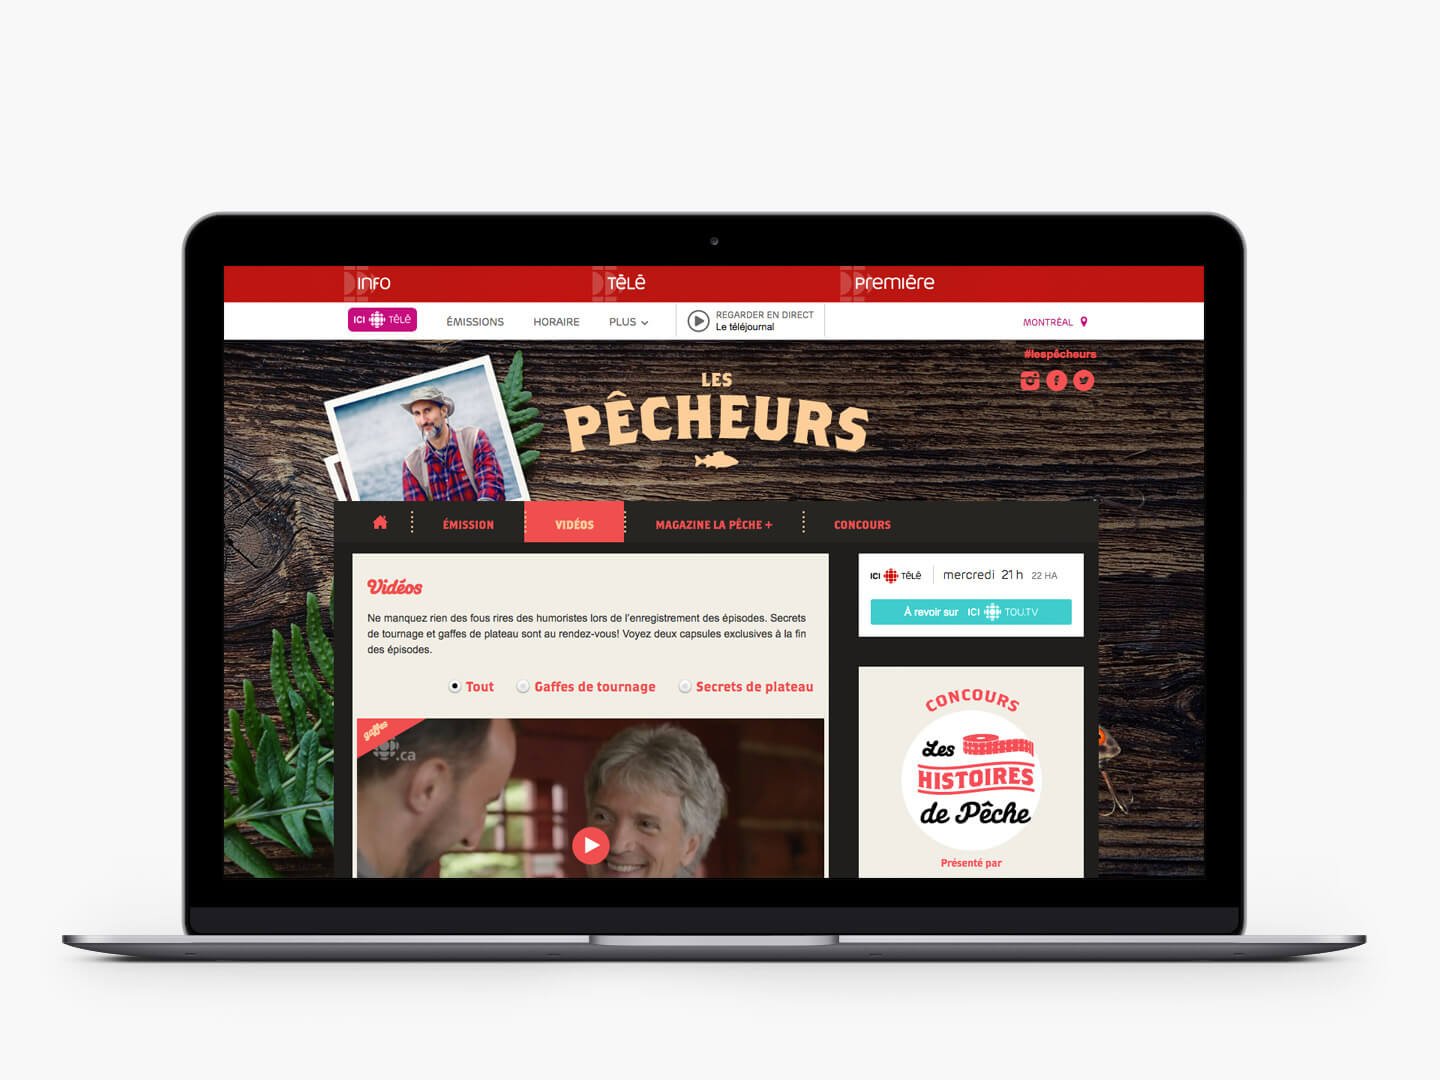 INFO
TÉLÉ
PREMIÈRE
ICI TÉLÉ
ÉMISSIONS
HORAIRE
PLUS
REGARDER EN DIRECT
Le téléjournal
MONTRÉAL
#lespêcheurs
LES
PÊCHEURS
ÉMISSION
VIDÉOS
MAGAZINE LA PÊCHE +
CONCOURS
Vidéos
Ne manquez rien des fous rires des humoristes lors de l'enregistrement des épisodes. Secrets
de tournage et gaffes de plateau sont au rendez-vous! Voyez deux capsules exclusives à la fin
des épisodes.
Tout
Gaffes de tournage
Secrets de plateau
gaffes
.ca
ICI TÉLÉ
mercredi 21 h 22 HA
À revoir sur ICI TOU.TV
CONCOURS
Les
HISTOIRES
de Pêche
Présenté par